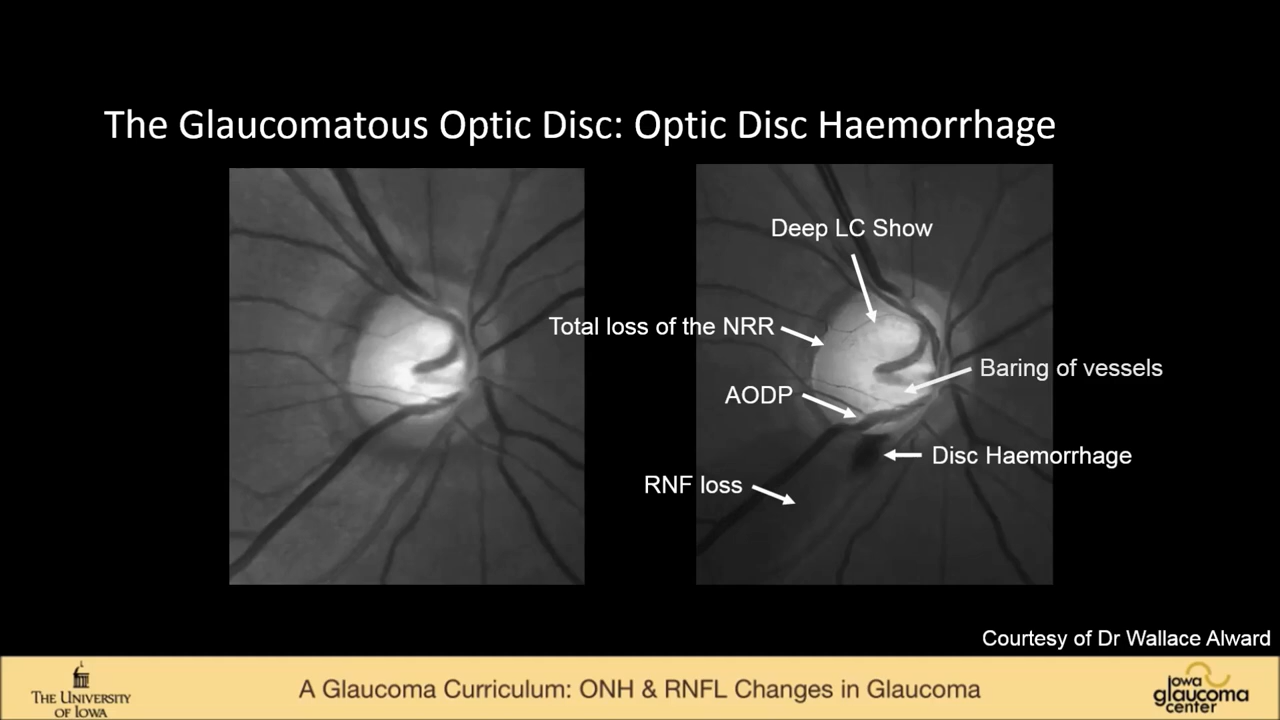 The Glaucomatous Optic Disc: Optic Disc Haemorrhage
Deep LC Show
Total loss of the NRR
Baring of vessels
AODP
Disc Haemorrhage
RNF loss
Courtesy of Dr Wallace Alward
THE UNIVERSITY
OF IOWA
A Glaucoma Curriculum: ONH & RNFL Changes in Glaucoma
Iowa
glaucoma
center